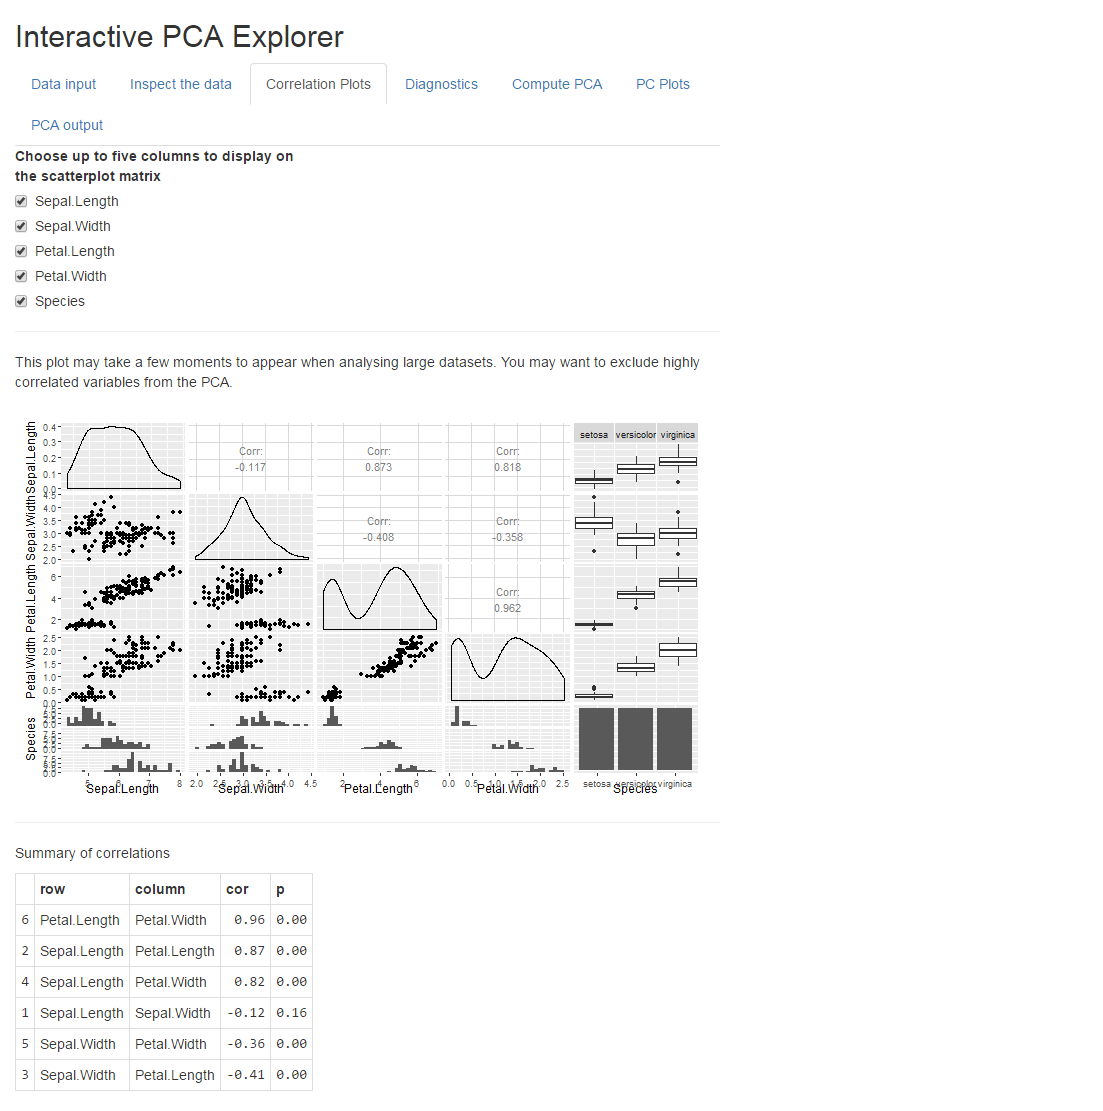 Interactive PCA Explorer
Data input Inspect the data Correlation Plots Diagnostics Compute PCA PC Plots
PCA output
Choose up to five columns to display on
the scatterplot matrix
Sepal.Length
Sepal.Width
Petal.Length
Petal.Width
Species
This plot may take a few moments to appear when analysing large datasets. You may want to exclude highly
correlated variables from the PCA.
Sepal.Length
0.4
0.3
0.2
0.1
0.0
Corr:
-0.117
Corr:
0.873
Corr:
0.818
setosa versicolor virginica
Sepal.Width
4.5
4.0
3.5
3.0
2.5
2.0
Corr:
-0.408
Corr:
-0.358
Petal.Length
6
4
2
Corr:
0.962
Petal.Width
2.5
2.0
1.5
1.0
0.5
0.0
Species
5 6 7 8 2.0 2.5 3.0 3.5 4.0 4.5 2 4 6 0.0 0.5 1.0 1.5 2.0 2.5 setosa versicolor virginica
Sepal.Length Sepal.Width Petal.Length Petal.Width Species
Summary of correlations
row column cor p
6 Petal.Length Petal.Width 0.96 0.00
2 Sepal.Length Petal.Length 0.87 0.00
4 Sepal.Length Petal.Width 0.82 0.00
1 Sepal.Length Sepal.Width -0.12 0.16
5 Sepal.Width Petal.Width -0.36 0.00
3 Sepal.Width Petal.Length -0.41 0.00